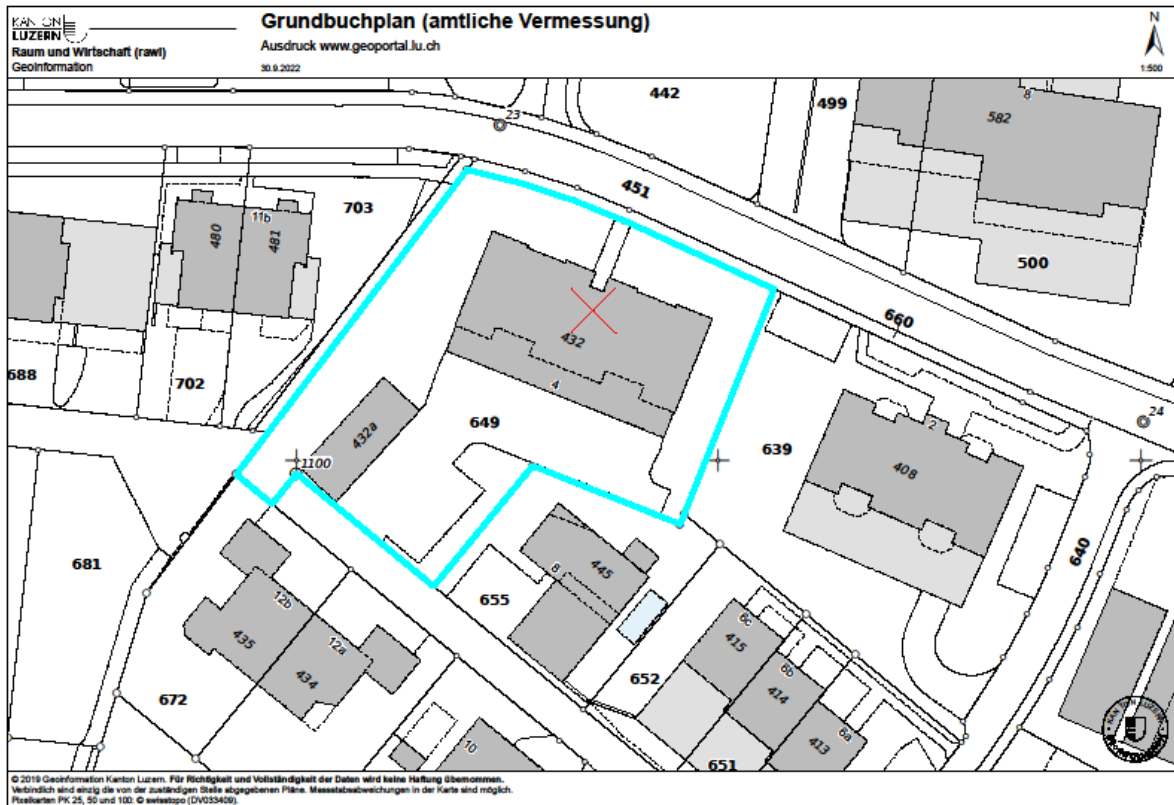 KANTON
LUZERN
Raum und Wirtschaft (rawi)
Geoinformation
Grundbuchplan (amtliche Vermessung)
Ausdruck www.geoportal.lu.ch
30.9.2022
N
1:500
442
499
8
582
23
451
703
11b
480
481
500
432
660
688
702
4
2
24
432a
649
1100
639
408
681
640
445
8
655
12b
435
12a
434
6c
415
6b
414
6a
413
672
652
10
651
KANTON LUZERN
© 2019 Geoinformation Kanton Luzern. Für Richtigkeit und Vollständigkeit der Daten wird keine Haftung übernommen.
Verbindlich sind einzig die von der zuständigen Stelle abgegebenen Pläne. Massstabsabweichungen in der Karte sind möglich.
Pixelkarten PK 25, 50 und 100: © swisstopo (DV033409).